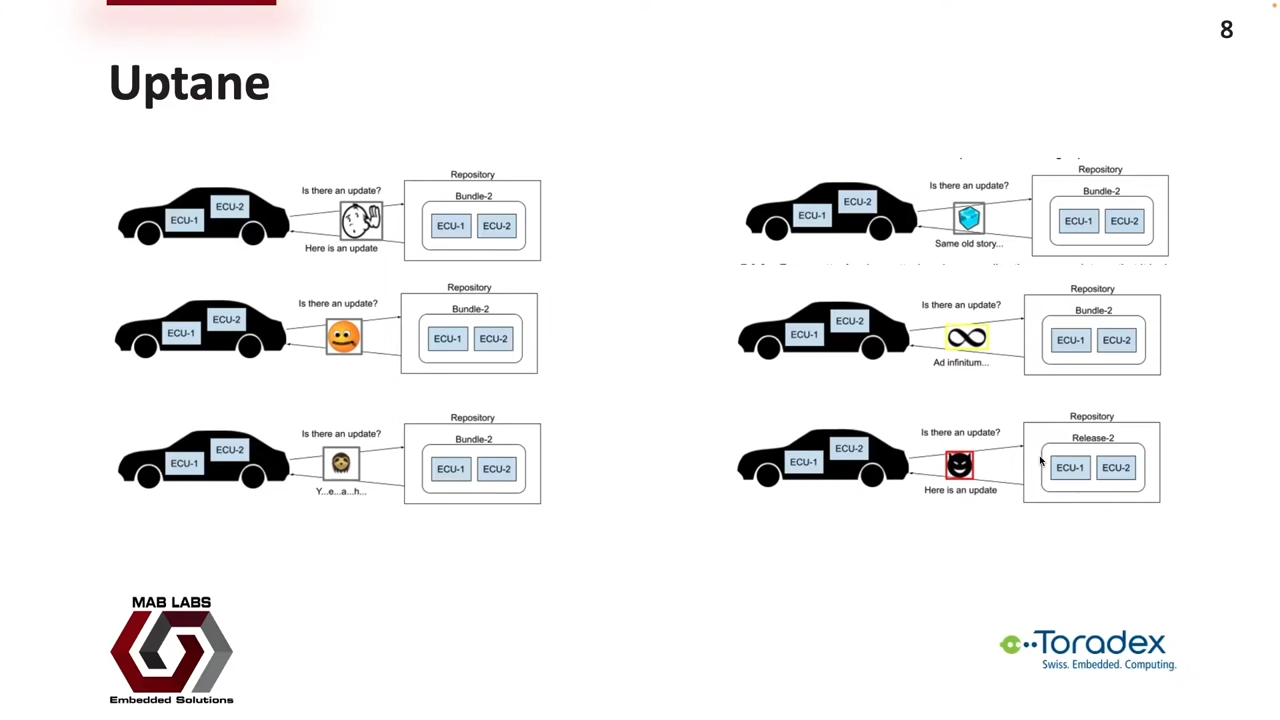 8
Uptane
Repository
Is there an update?
Bundle-2
ECU-2
ECU-1
ECU-1 ECU-2
Here is an update
Repository
Is there an update?
Bundle-2
ECU-2
ECU-1
ECU-1 ECU-2
Repository
Is there an update?
Bundle-2
ECU-2
ECU-1
ECU-1 ECU-2
Y...e...a...h...
Repository
Is there an update?
Bundle-2
ECU-2
ECU-1
ECU-1 ECU-2
Same old story...
Repository
Is there an update?
Bundle-2
ECU-2
ECU-1
ECU-1 ECU-2
Ad infinitum...
Repository
Is there an update?
Release-2
ECU-2
ECU-1
ECU-1 ECU-2
Here is an update
MAB LABS
Embedded Solutions
Toradex
Swiss. Embedded. Computing.